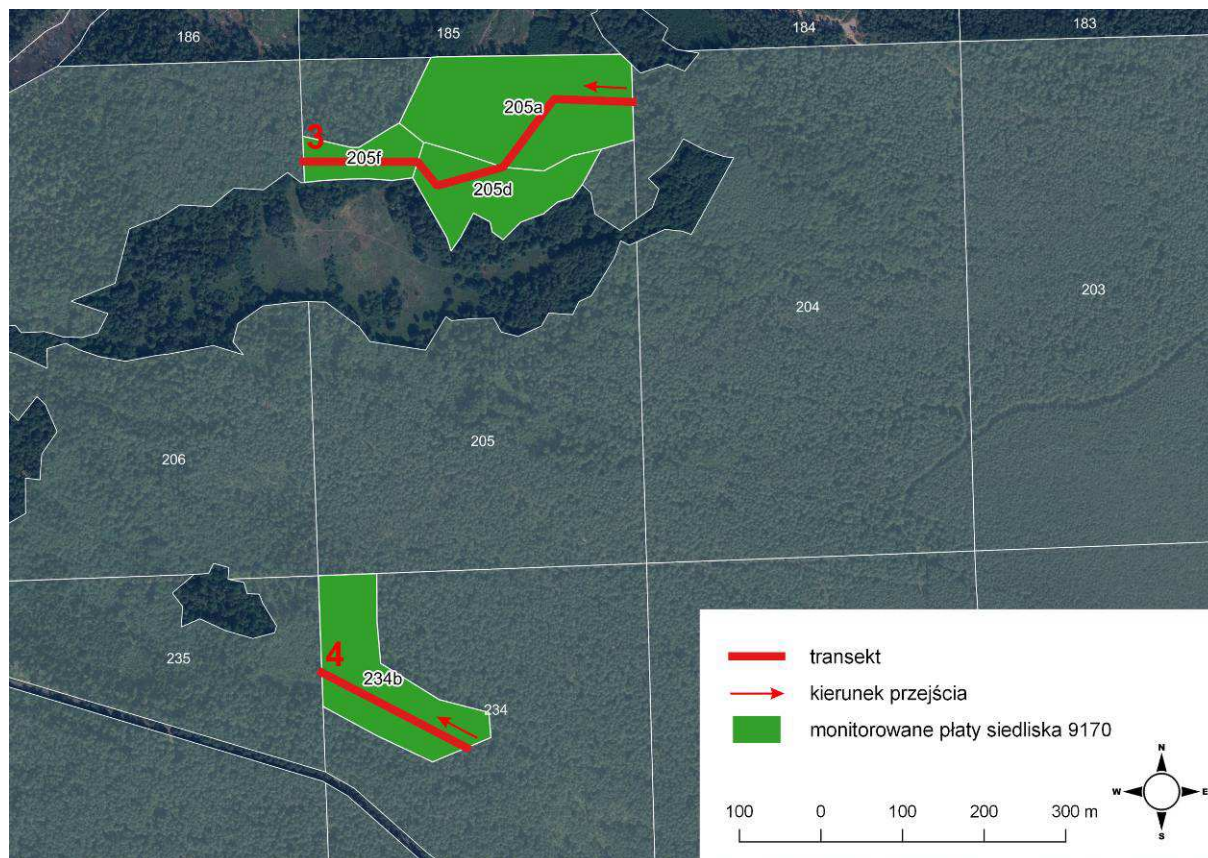 186
185
184
183
205a
3
205f
205d
204
203
206
205
4
234b
235
234
transekt
kierunek przejścia
monitorowane płaty siedliska 9170
N
W E
S
100 0 100 200 300 m